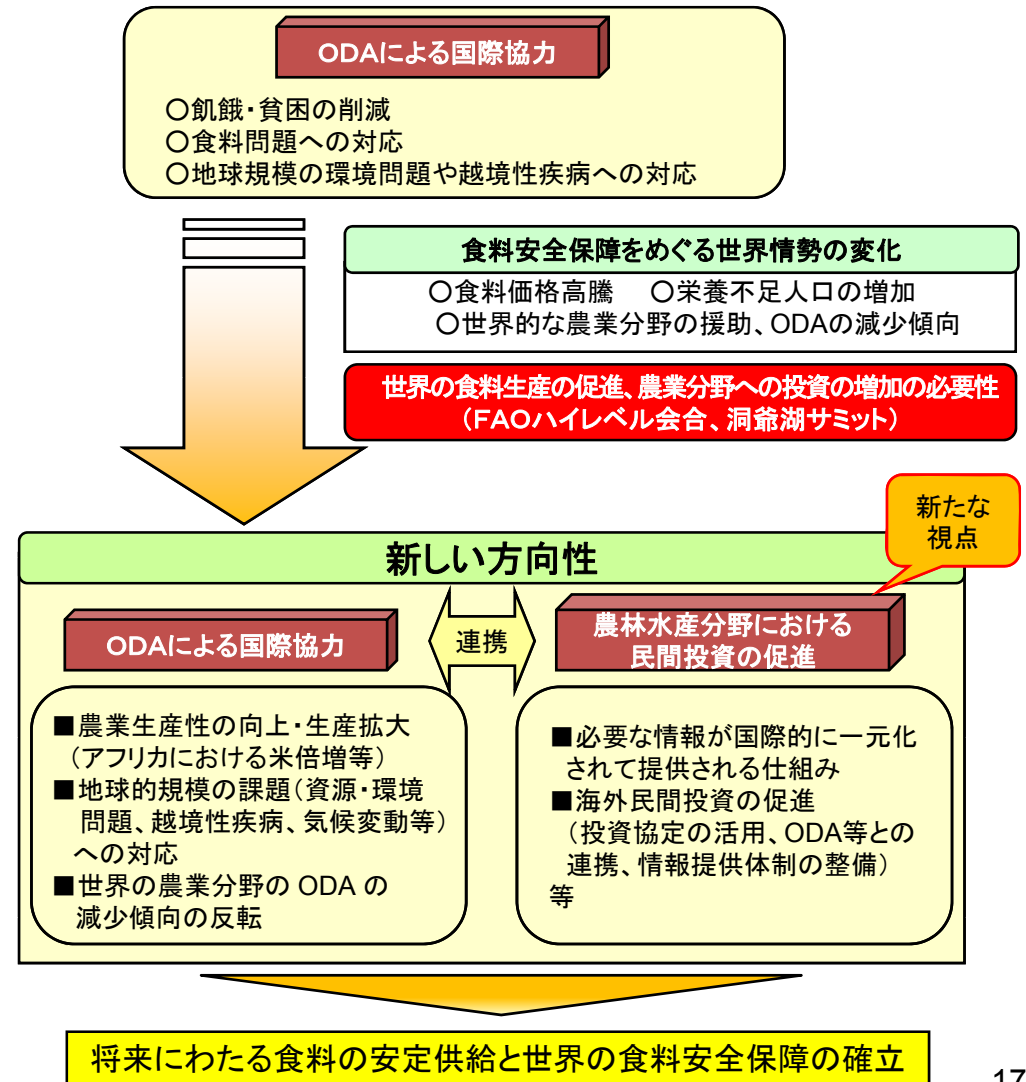 ODAによる国際協力
○飢餓・貧困の削減
○食料問題への対応
○地球規模の環境問題や越境性疾病への対応
食料安全保障をめぐる世界情勢の変化
○食料価格高騰　○栄養不足人口の増加
○世界的な農業分野の援助、ODAの減少傾向
世界の食料生産の促進、農業分野への投資の増加の必要性
（FAOハイレベル会合、洞爺湖サミット）
新たな
視点
新しい方向性
ODAによる国際協力
連携
農林水産分野における
民間投資の促進
■農業生産性の向上・生産拡大
（アフリカにおける米倍増等）
■地球的規模の課題（資源・環境
問題、越境性疾病、気候変動等）
への対応
■世界の農業分野の ODA の
減少傾向の反転
■必要な情報が国際的に一元化
されて提供される仕組み
■海外民間投資の促進
（投資協定の活用、ODA等との
連携、情報提供体制の整備）
等
将来にわたる食料の安定供給と世界の食料安全保障の確立
17